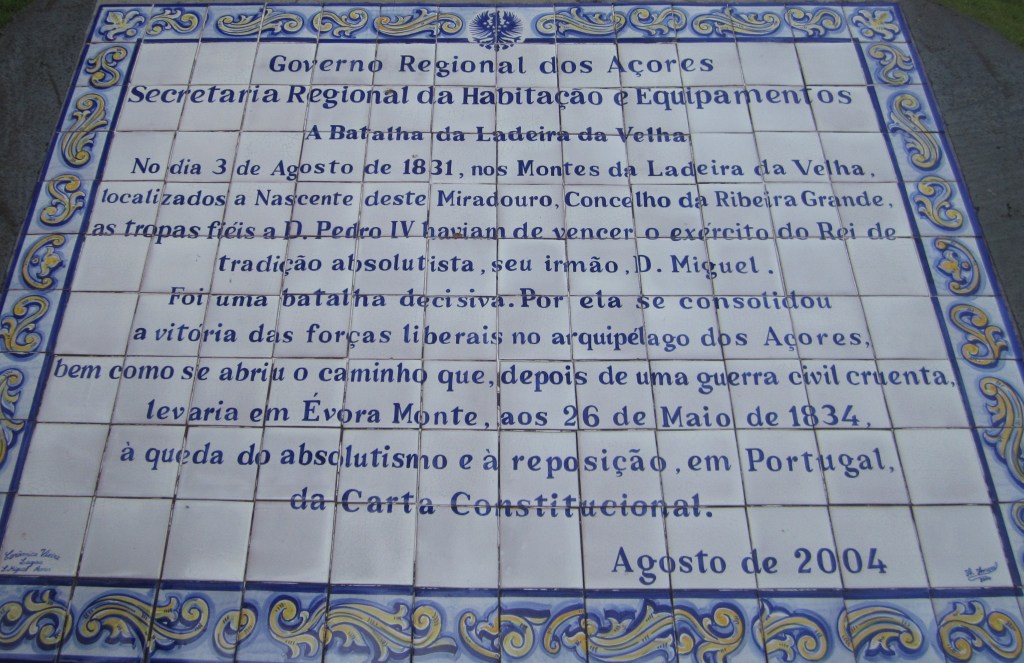 Governo Regional dos Açores
Secretaria Regional da Habitação e Equipamentos
A Batalha da Ladeira da Velha
No dia 3 de Agosto de 1831, nos Montes da Ladeira da Velha,
localizados a Nascente deste Miradouro, Concelho da Ribeira Grande,
as tropas fiéis a D. Pedro IV haviam de vencer o exército do Rei de
tradição absolutista, seu irmão, D. Miguel.
Foi uma batalha decisiva. Por ela se consolidou
a vitória das forças liberais no arquipélago dos Açores,
bem como se abriu o caminho que, depois de uma guerra civil cruenta,
levaria em Évora Monte, aos 26 de Maio de 1834,
à queda do absolutismo e à reposição, em Portugal,
da Carta Constitucional.
Agosto de 2004
Lagoa